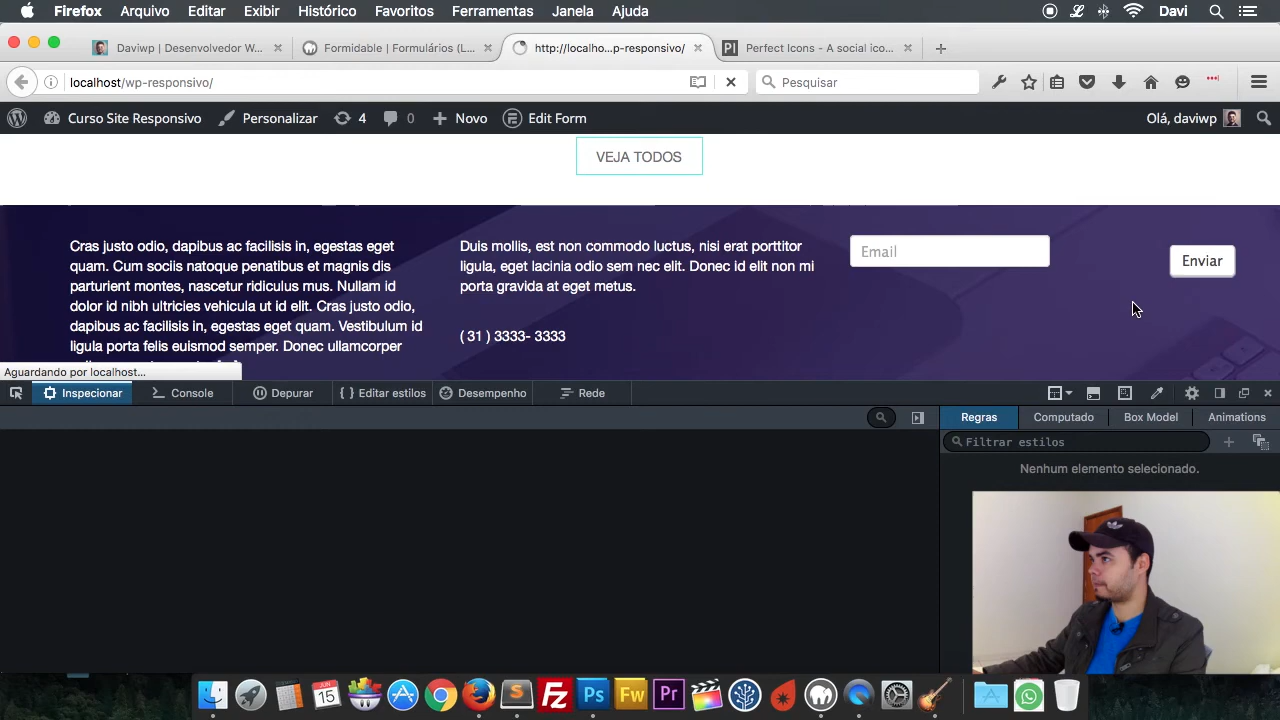 Firefox Arquivo Editar Exibir Histórico Favoritos Ferramentas Janela Ajuda Davi
Daviwp | Desenvolvedor W... Formidable | Formulários (L... http://localho...p-responsivo/ Perfect Icons - A social ico...
localhost/wp-responsivo/ Pesquisar
Curso Site Responsivo Personalizar 4 0 Novo Edit Form Olá, daviwp
VEJA TODOS
Cras justo odio, dapibus ac facilisis in, egestas eget
quam. Cum sociis natoque penatibus et magnis dis
parturient montes, nascetur ridiculus mus. Nullam id
dolor id nibh ultricies vehicula ut id elit. Cras justo odio,
dapibus ac facilisis in, egestas eget quam. Vestibulum id
ligula porta felis euismod semper. Donec ullamcorper
Duis mollis, est non commodo luctus, nisi erat porttitor
ligula, eget lacinia odio sem nec elit. Donec id elit non mi
porta gravida at eget metus.
( 31 ) 3333- 3333
Email
Enviar
Aguardando por localhost...
Inspecionar Console Depurar Editar estilos Desempenho Rede
Regras Computado Box Model Animations
Filtrar estilos
Nenhum elemento selecionado.
JUN
15
S
Fz
Ps
Fw
Pr